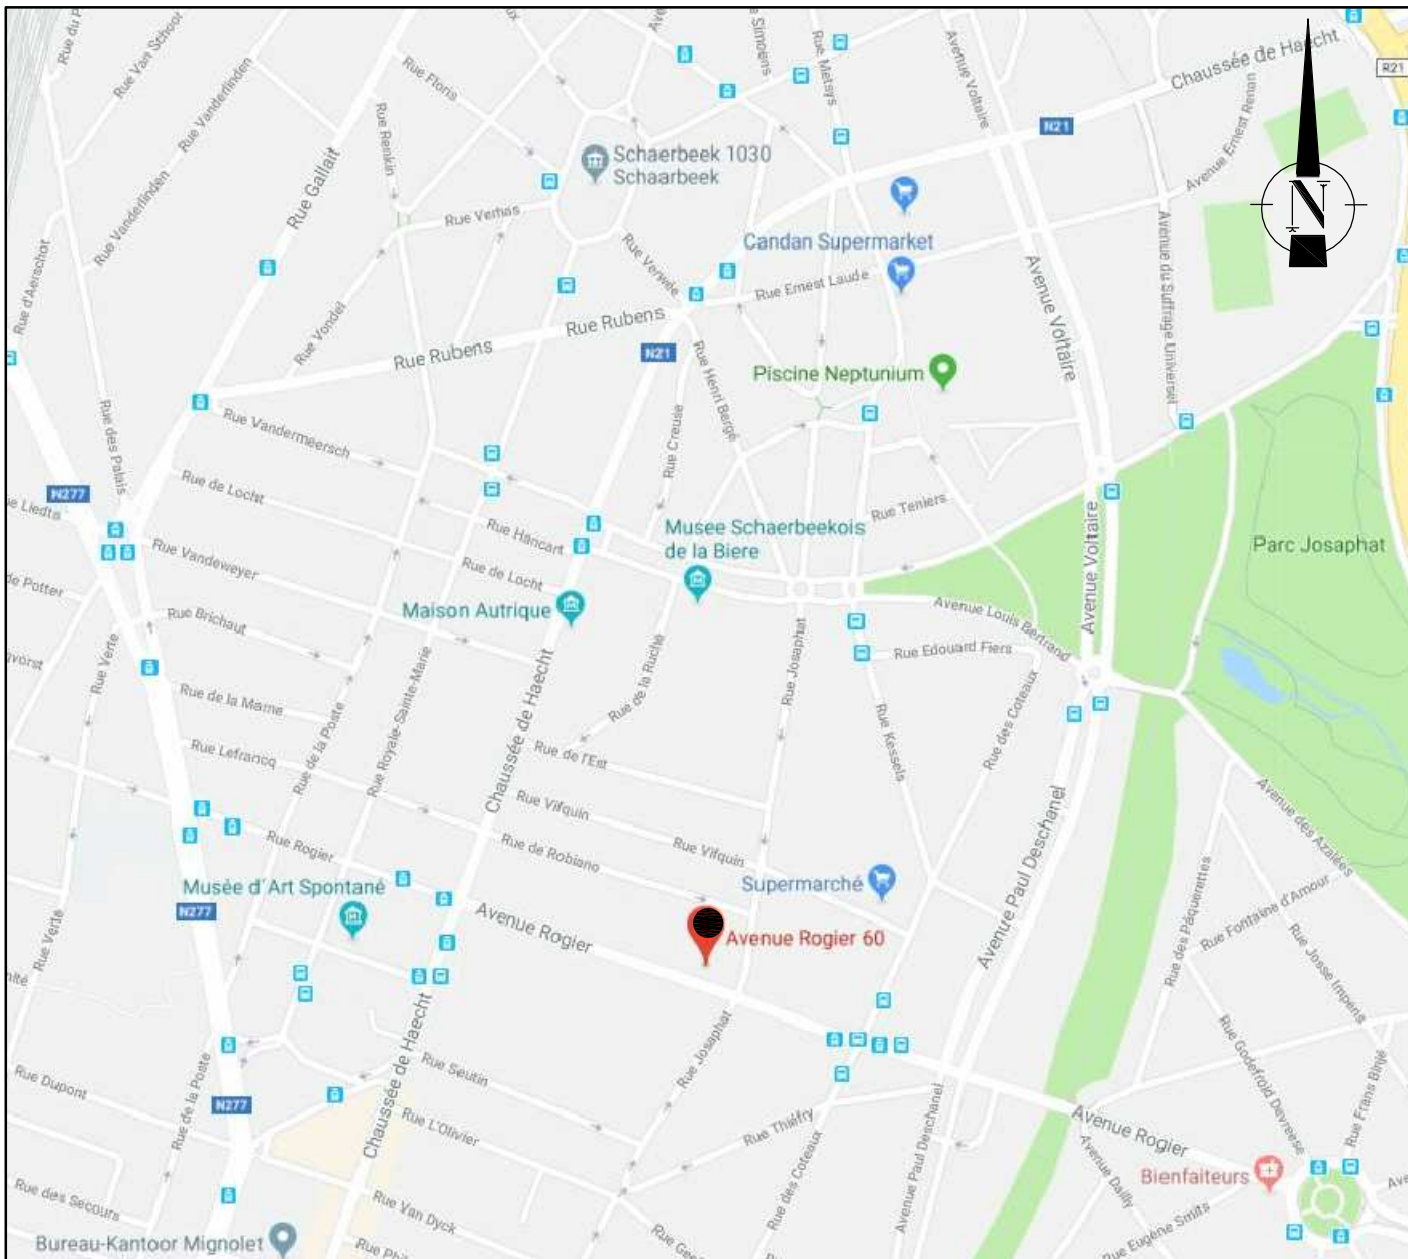 Rue Van Schoor
Rue Vanderlinden
Rue Floris
Rue Metsys
Avenue Voltaire
Chaussée de Haecht
R21
N21
Rue Renkin
Rue Gallait
Schaerbeek 1030
Schaarbeek
Avenue Ernest Renan
N
Rue Vanderlinden
Rue Verhas
Candan Supermarket
Avenue du Suffrage Universel
Rue d'Aerschot
Rue Verwée
Rue Ernest Laude
Avenue Voltaire
Rue Vondel
Rue Rubens
Rue Rubens
N21
Rue Henri Bergé
Piscine Neptunium
Rue des Palais
Rue Vandermeersch
Rue Creuse
N277
Rue de Locht
Rue Teniers
Rue Hancart
Musee Schaerbeekois
de la Biere
Avenue Voltaire
Parc Josaphat
Rue Vandeweyer
Rue de Locht
Maison Autrique
Rue Brichaut
Avenue Louis Bertrand
Rue Verte
Rue Josaphat
Rue Edouard Fiers
Rue de la Ruche
Rue Royale-Sainte-Marie
Rue de la Marne
Rue de la Poste
Chaussée de Haecht
Rue Kessels
Rue des Coteaux
Rue Lefrancq
Rue de l'Est
Rue Vifquin
Avenue des Azalées
Rue Rogier
Rue de Robiano
Rue Vifquin
Avenue Paul Deschanel
Musée d'Art Spontané
Supermarché
Rue des Pâquerettes
Rue Fontaine d'Amour
N277
Avenue Rogier
Avenue Rogier 60
Rue Verte
Rue Josse Impens
Chaussée de Haecht
Rue Josaphat
Rue Godefroid Devreese
Rue Frans Binjé
Rue Seutin
Rue Dupont
Rue de la Poste
N277
Rue L'Olivier
Rue Thiéfry
Avenue Rogier
Avenue Paul Deschanel
Avenue Dailly
Bienfaiteurs
Rue des Secours
Rue Van Dyck
Rue des Coteaux
Rue Eugène Smits
Bureau-Kantoor Mignolet